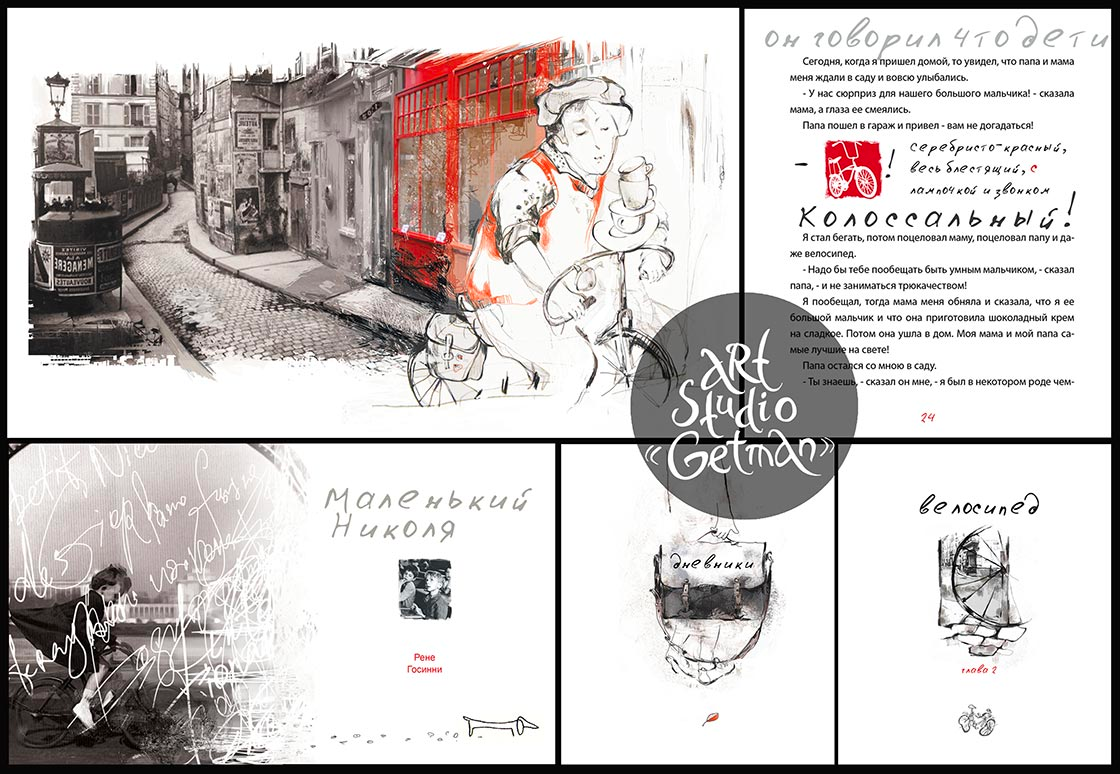 MENAGERE
он говорил что дети
Сегодня, когда я пришел домой, то увидел, что папа и мама
меня ждали в саду и вовсю улыбались.
- У нас сюрприз для нашего большого мальчика! - сказала
мама, а глаза ее смеялись.
Папа пошел в гараж и привел - вам не догадаться!
- !
серебристо-красный,
весь блестящий, с
лампочкой и звонком
Колоссальный!
Я стал бегать, потом поцеловал маму, поцеловал папу и да-
же велосипед.
- Надо бы тебе пообещать быть умным мальчиком, - сказал
папа, - и не заниматься трюкачеством!
Я пообещал, тогда мама меня обняла и сказала, что я ее
большой мальчик и что она приготовила шоколадный крем
на сладкое. Потом она ушла в дом. Моя мама и мой папа са-
мые лучшие на свете!
Папа остался со мною в саду.
- Ты знаешь, - сказал он мне, - я был в некотором роде чем-
24
aRt
Studio
«Getman»
Маленький
Николя
Рене
Госинни
дневники
велосипед
глава 2